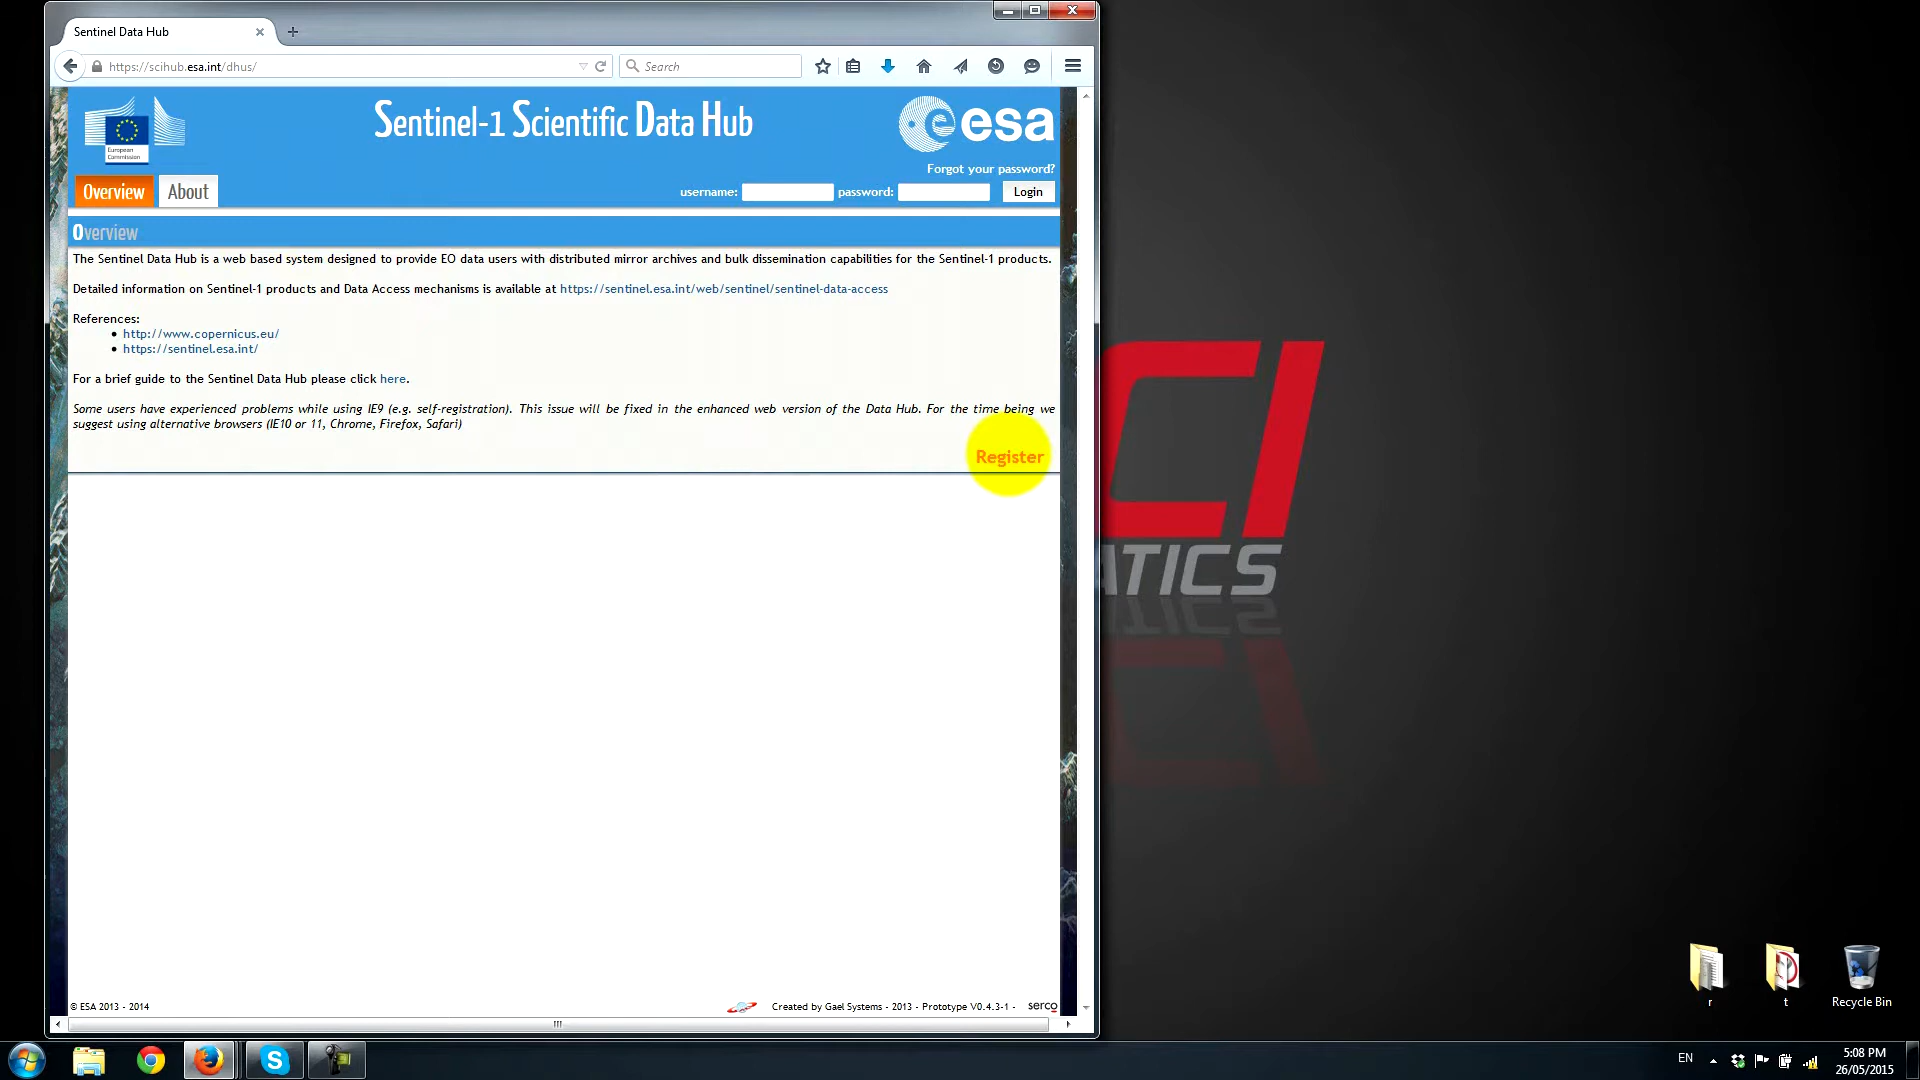 Sentinel Data Hub
https://scihub.esa.int/dhus/
Search
European
Commission
Sentinel-1 Scientific Data Hub
esa
Forgot your password?
Overview
About
username:
password:
Login
Overview
The Sentinel Data Hub is a web based system designed to provide EO data users with distributed mirror archives and bulk dissemination capabilities for the Sentinel-1 products.
Detailed information on Sentinel-1 products and Data Access mechanisms is available at https://sentinel.esa.int/web/sentinel/sentinel-data-access
References:
http://www.copernicus.eu/
https://sentinel.esa.int/
For a brief guide to the Sentinel Data Hub please click here.
Some users have experienced problems while using IE9 (e.g. self-registration). This issue will be fixed in the enhanced web version of the Data Hub. For the time being we
suggest using alternative browsers (IE10 or 11, Chrome, Firefox, Safari)
Register
CI
ATICS
© ESA 2013 - 2014
Created by Gael Systems - 2013 - Prototype V0.4.3-1 -
serco
r
t
Recycle Bin
EN
5:08 PM
26/05/2015